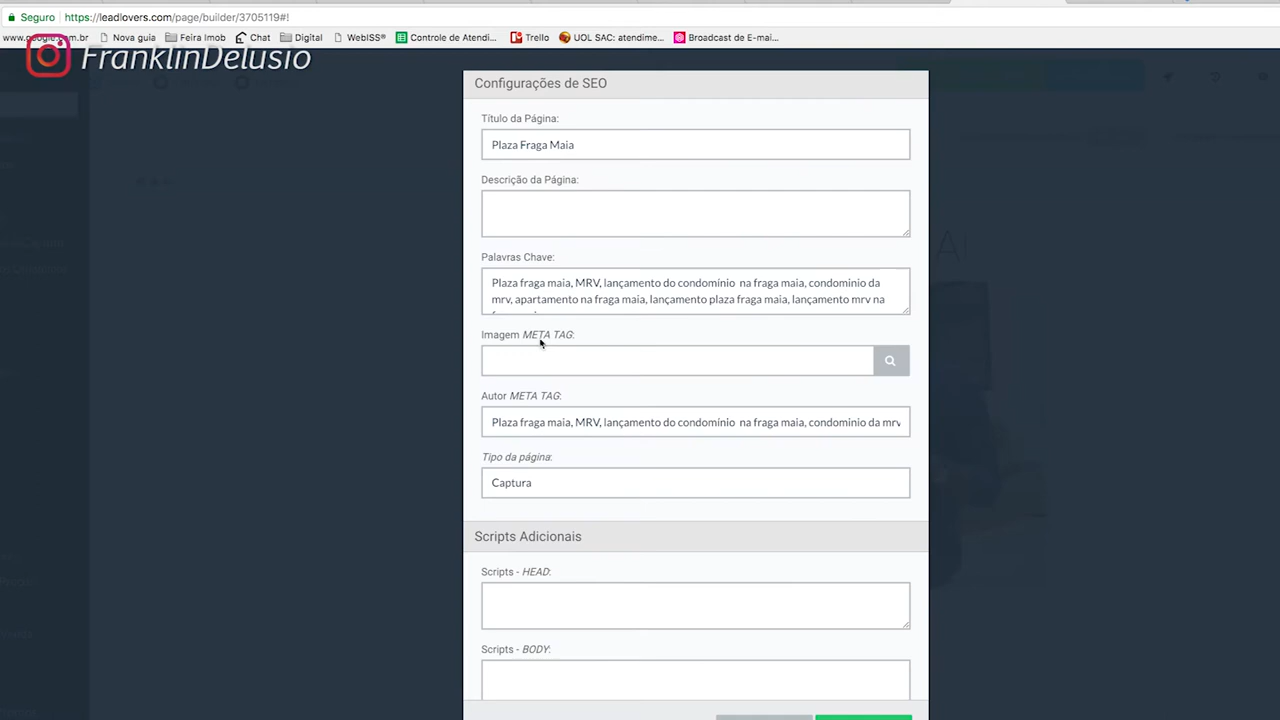 Seguro
https://leadlovers.com/page/builder/3705119#!
www.google.com.br
Nova guia
Feira Imob
Chat
Digital
WebISS®
Controle de Atendi...
Trello
UOL SAC: atendime...
Broadcast de E-mai...
FranklinDelusio
Configurações de SEO
Título da Página:
Plaza Fraga Maia
Descrição da Página:
Palavras Chave:
Plaza fraga maia, MRV, lançamento do condomínio na fraga maia, condominio da
mrv, apartamento na fraga maia, lançamento plaza fraga maia, lançamento mrv na
Imagem META TAG:
Autor META TAG:
Plaza fraga maia, MRV, lançamento do condomínio na fraga maia, condominio da mrv
Tipo da página:
Captura
Scripts Adicionais
Scripts - HEAD:
Scripts - BODY: